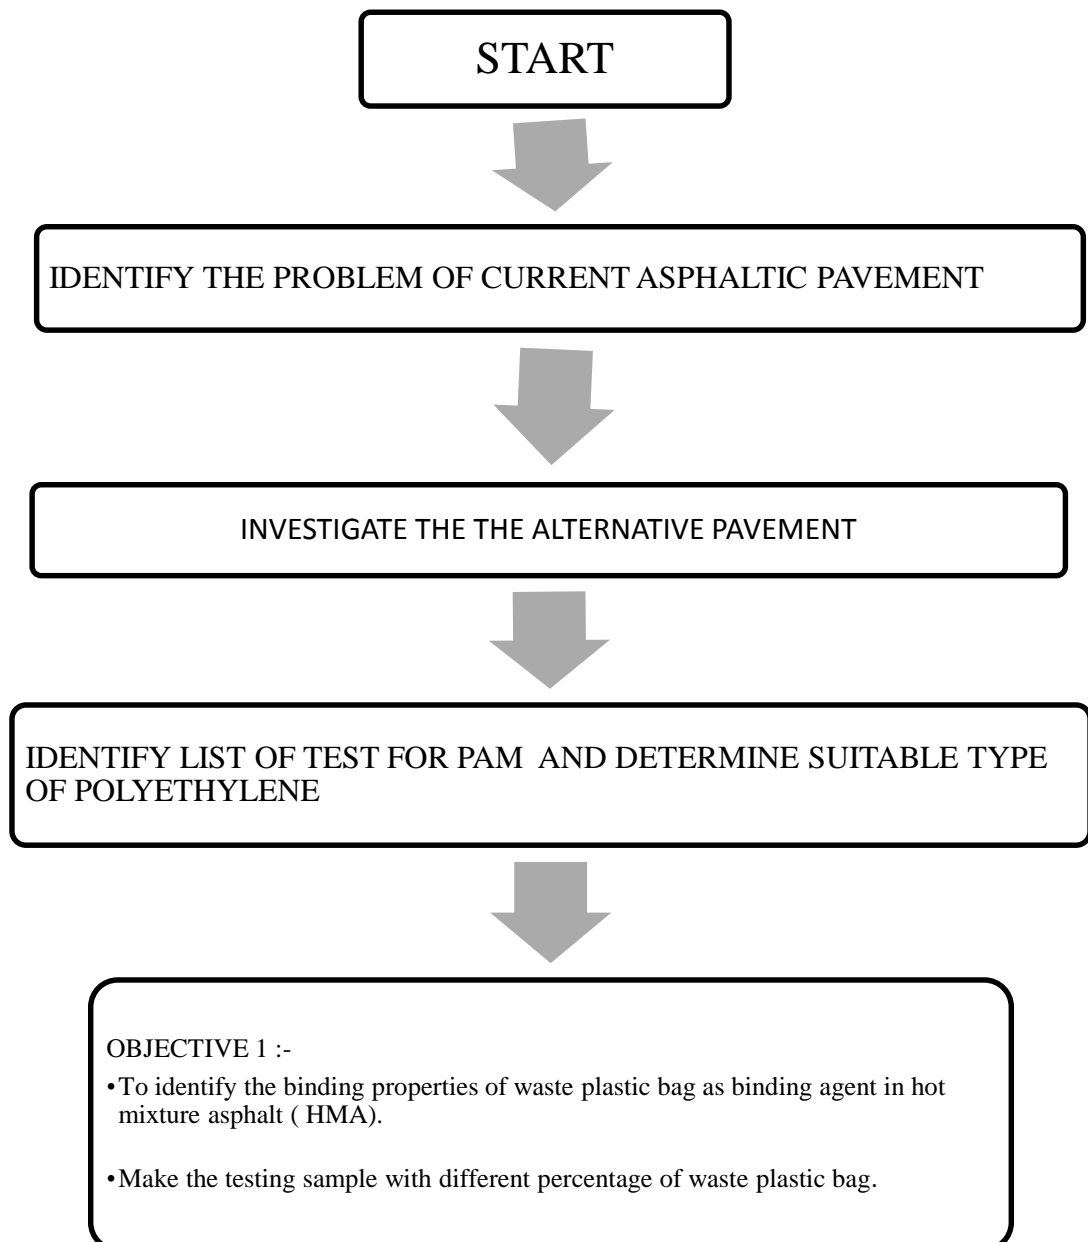 START
IDENTIFY THE PROBLEM OF CURRENT ASPHALTIC PAVEMENT
INVESTIGATE THE THE ALTERNATIVE PAVEMENT
IDENTIFY LIST OF TEST FOR PAM AND DETERMINE SUITABLE TYPE
OF POLYETHYLENE
OBJECTIVE 1 :-
•To identify the binding properties of waste plastic bag as binding agent in hot
mixture asphalt ( HMA).
•Make the testing sample with different percentage of waste plastic bag.